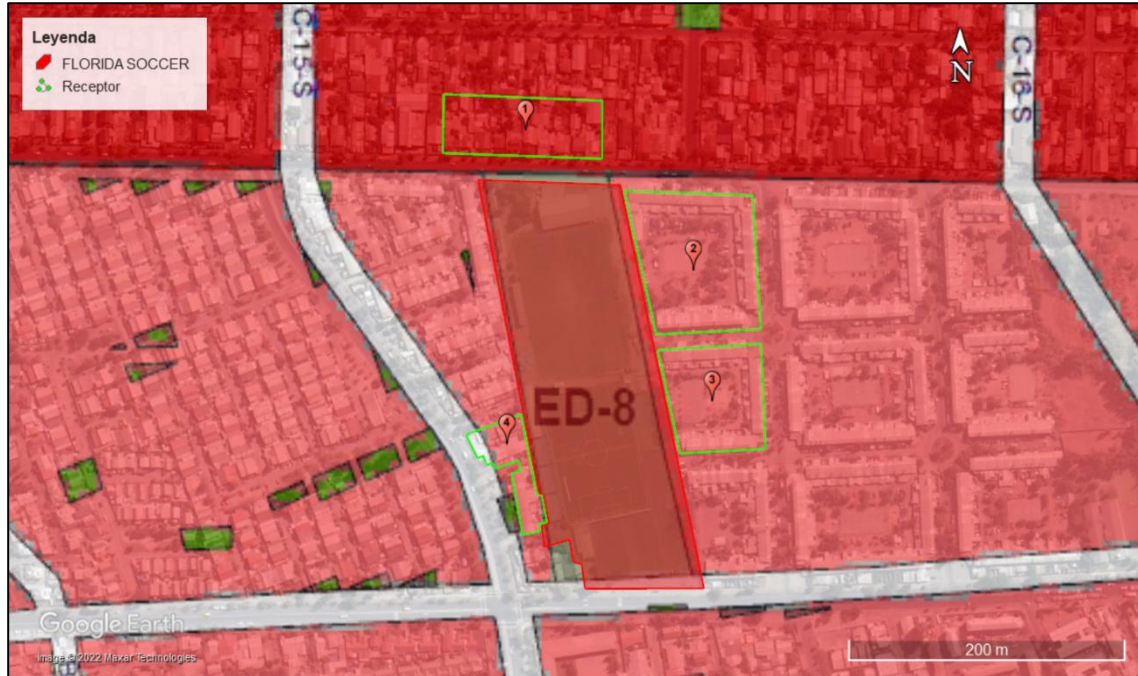 Leyenda
FLORIDA SOCCER
Receptor
C-15-S
N
C-16-S
1
2
3
4
ED-8
Google Earth
Image © 2022 Maxar Technologies
200 m